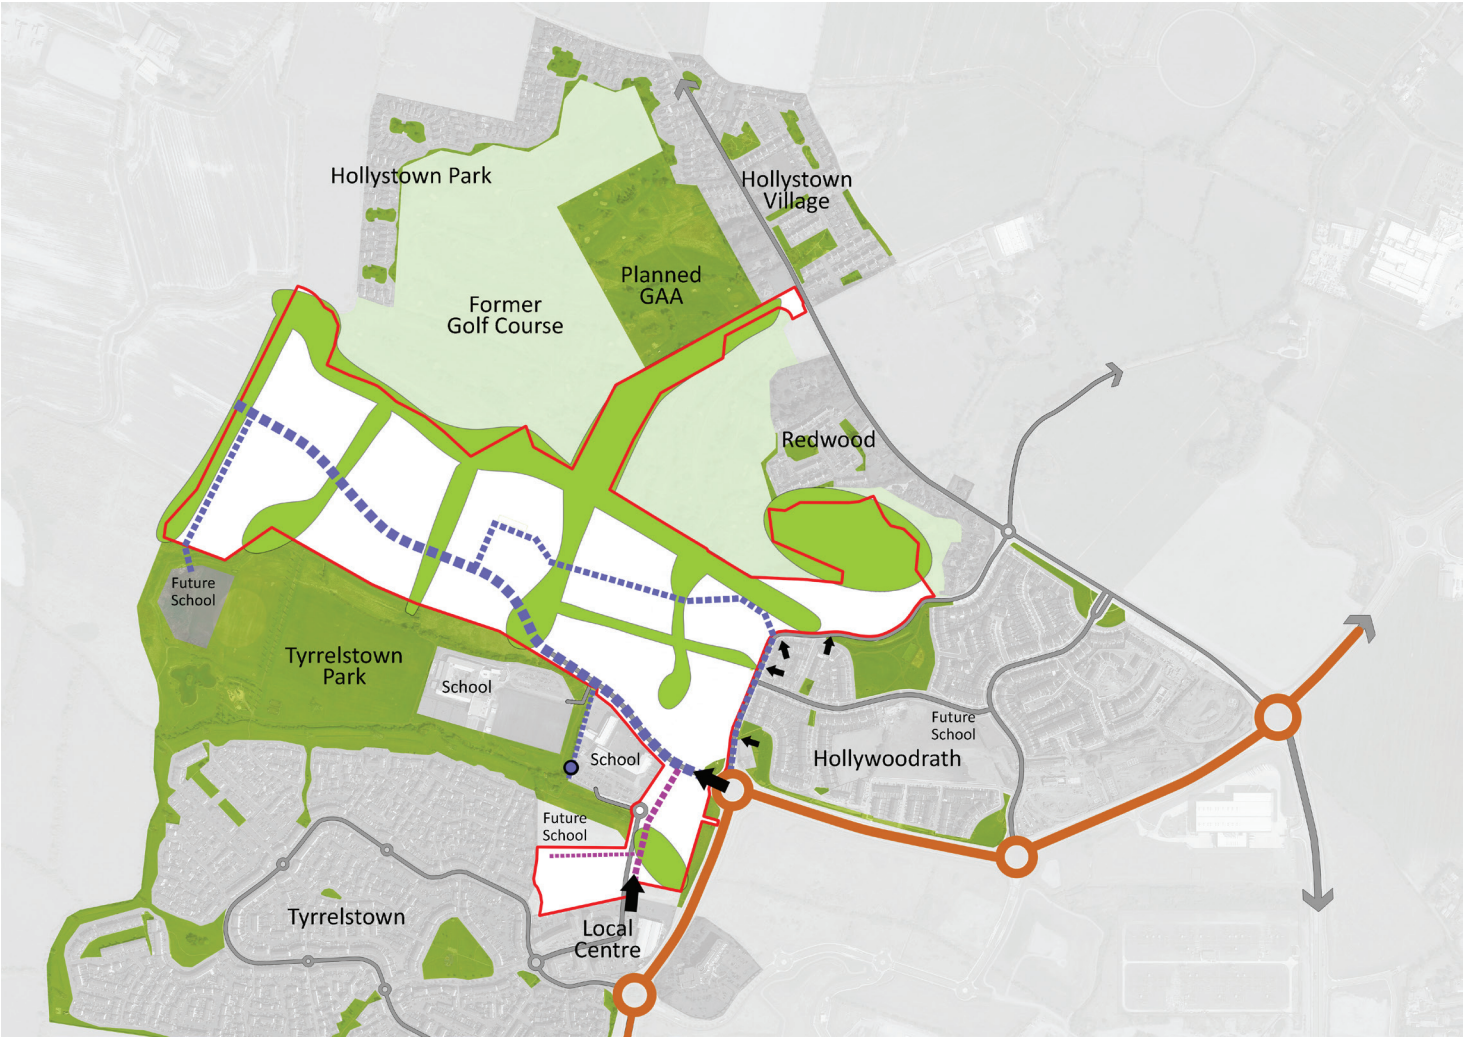 Hollystown Park
Hollystown
Village
Planned
GAA
Former
Golf Course
Redwood
Future
School
Tyrrelstown
Park
School
Future
School
Hollywoodrath
School
Future
School
Tyrrelstown
Local
Centre